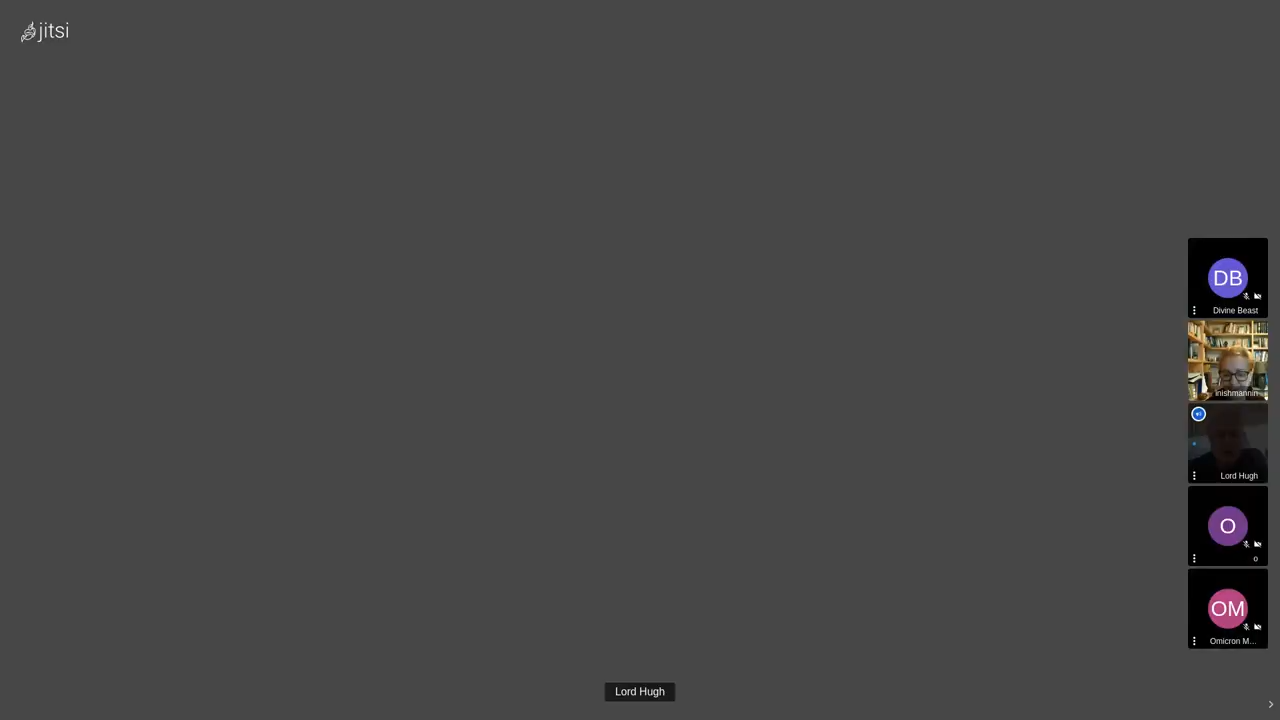 jitsi
DB
Divine Beast
inishmannin
Lord Hugh
O
o
OM
Omicron M...
Lord Hugh